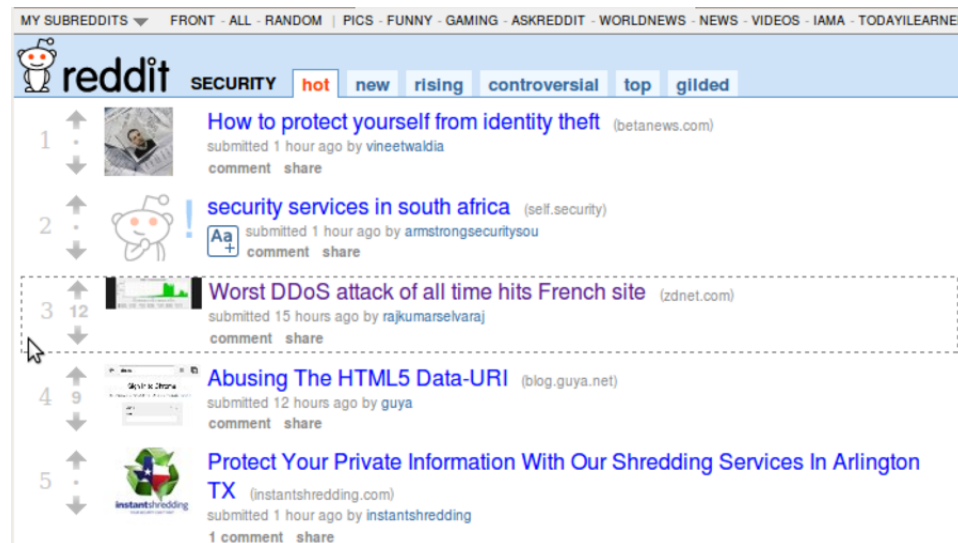 MY SUBREDDITS FRONT - ALL - RANDOM | PICS - FUNNY - GAMING - ASKREDDIT - WORLDNEWS - NEWS - VIDEOS - IAMA - TODAYILEARNE
reddit SECURITY hot new rising controversial top gilded
1 How to protect yourself from identity theft (betanews.com)
submitted 1 hour ago by vineetwaldia
comment share
2 security services in south africa (self.security)
Aa+ submitted 1 hour ago by armstrongsecuritysou
comment share
3 12 Worst DDoS attack of all time hits French site (zdnet.com)
submitted 15 hours ago by rajkumarselvaraj
comment share
4 9 Abusing The HTML5 Data-URI (blog.guya.net)
Sign in to Chrome
submitted 12 hours ago by guya
comment share
5 Protect Your Private Information With Our Shredding Services In Arlington
TX (instantshredding.com)
instantshredding
submitted 1 hour ago by instantshredding
1 comment share